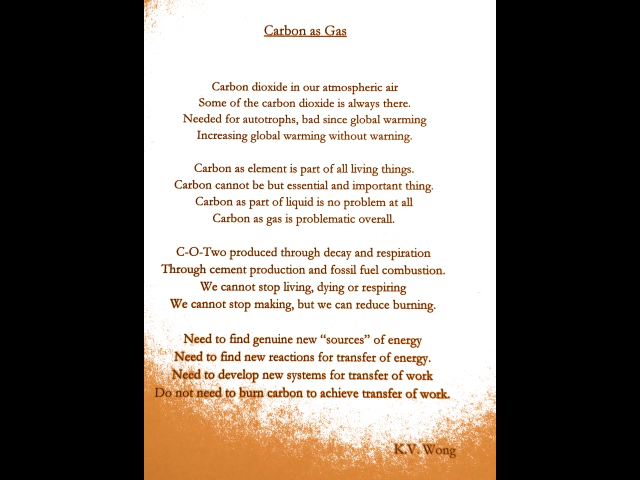 Carbon as Gas
Carbon dioxide in our atmospheric air
Some of the carbon dioxide is always there.
Needed for autotrophs, bad since global warming
Increasing global warming without warning.
Carbon as element is part of all living things.
Carbon cannot be but essential and important thing.
Carbon as part of liquid is no problem at all
Carbon as gas is problematic overall.
C-O-Two produced through decay and respiration
Through cement production and fossil fuel combustion.
We cannot stop living, dying or respiring
We cannot stop making, but we can reduce burning.
Need to find genuine new “sources” of energy
Need to find new reactions for transfer of energy.
Need to develop new systems for transfer of work
Do not need to burn carbon to achieve transfer of work.
K.V. Wong